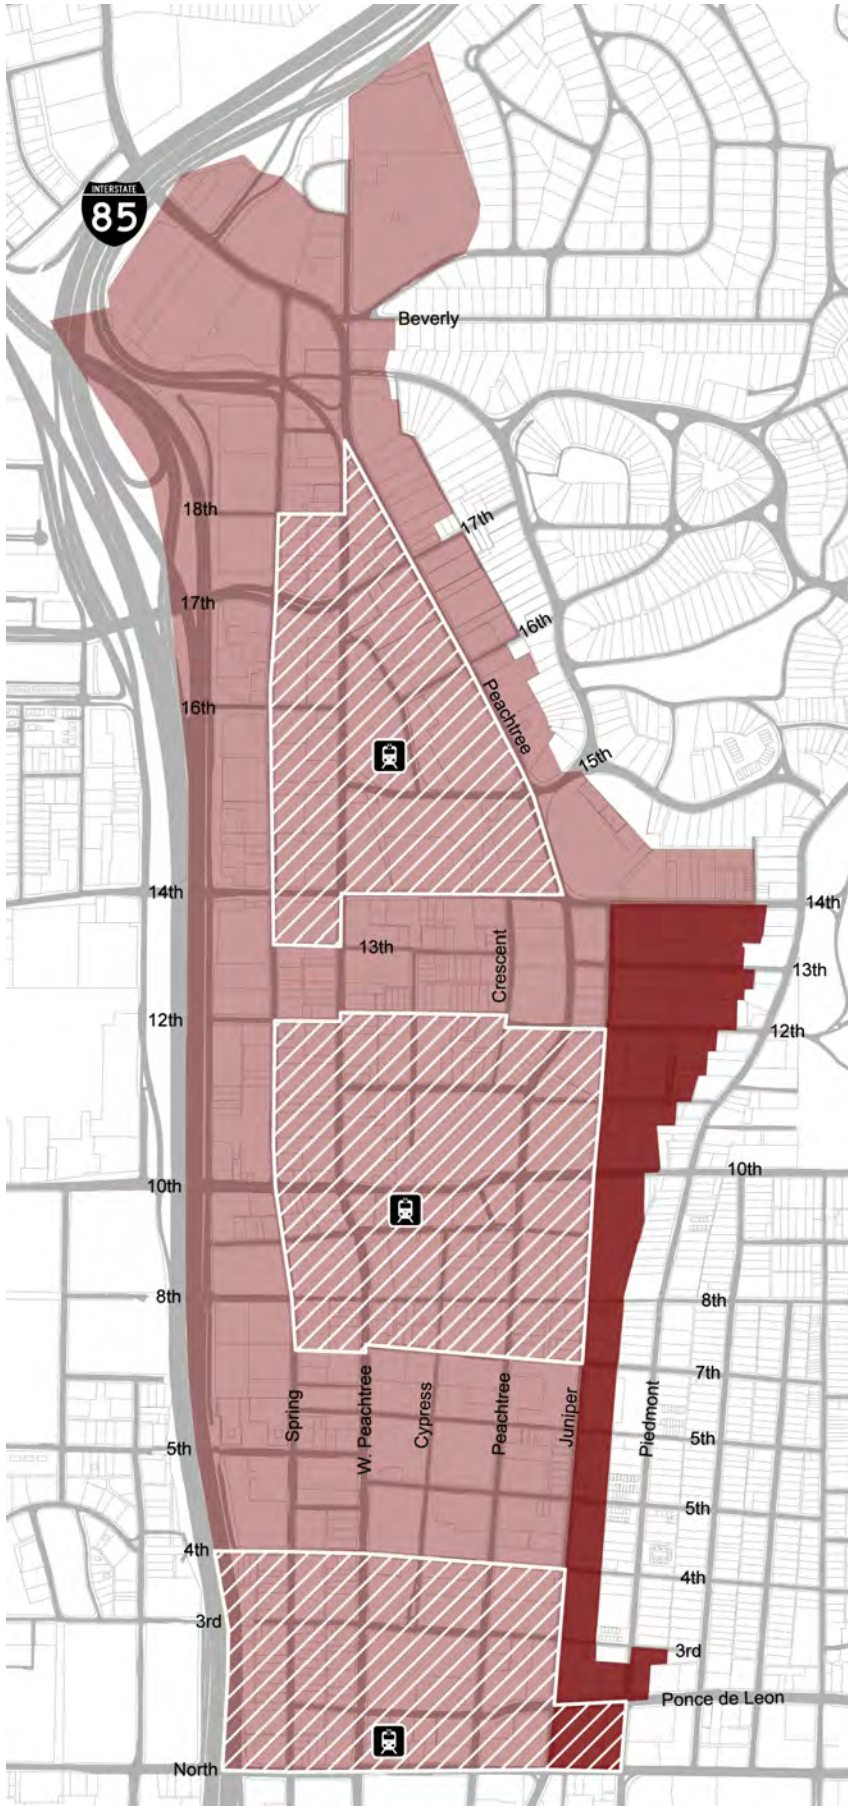 INTERSTATE
85
Beverly
18th
17th
17th
16th
16th
Peachtree
15th
14th
14th
13th
Crescent
13th
12th
12th
10th
10th
8th
8th
7th
Spring
W. Peachtree
Cypress
Peachtree
Juniper
Piedmont
5th
5th
5th
4th
4th
3rd
3rd
Ponce de Leon
North